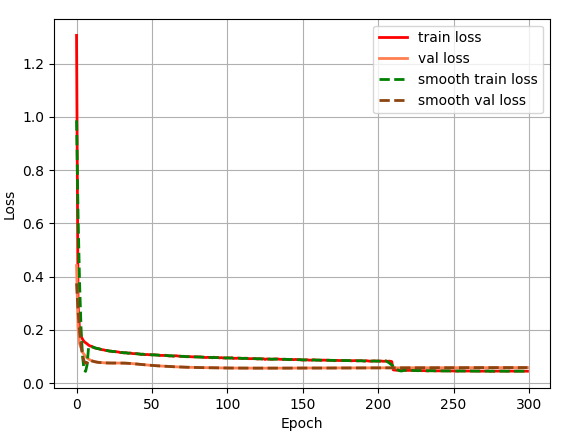 train loss
val loss
smooth train loss
smooth val loss
1.2
1.0
0.8
0.6
0.4
0.2
0.0
Loss
0 50 100 150 200 250 300
Epoch